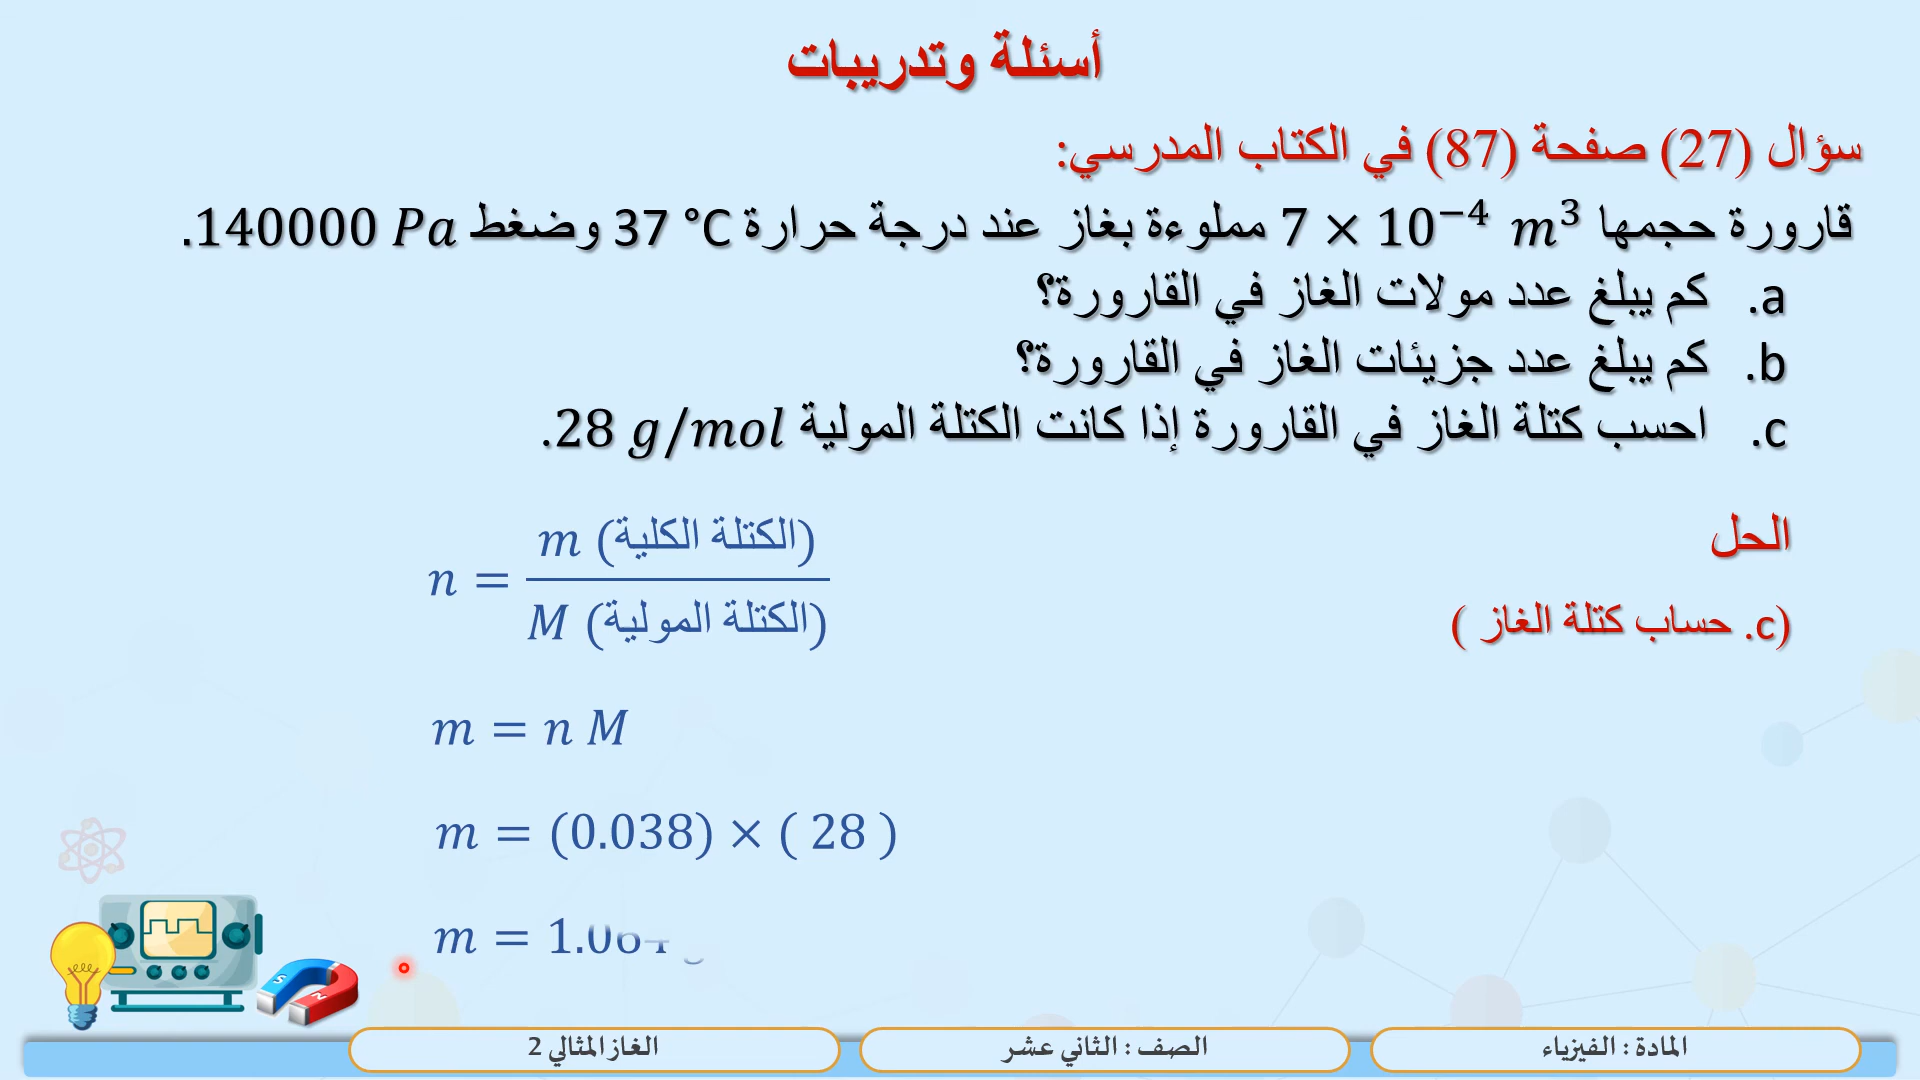 أسئلة وتدريبات
سؤال (27) صفحة (87) في الكتاب المدرسي:
قارورة حجمها 7 × 10⁻⁴ m³ مملوءة بغاز عند درجة حرارة 37 °C وضغط 140000 Pa.
a. كم يبلغ عدد مولات الغاز في القارورة؟
b. كم يبلغ عدد جزيئات الغاز في القارورة؟
c. احسب كتلة الغاز في القارورة إذا كانت الكتلة المولية 28 g/mol.
الحل
(c. حساب كتلة الغاز )
n = m (الكتلة الكلية) / M (الكتلة المولية)
m = n M
m = (0.038) × ( 28 )
m = 1.064
S
N
المادة : الفيزياء
الصف : الثاني عشر
الغاز المثالي 2